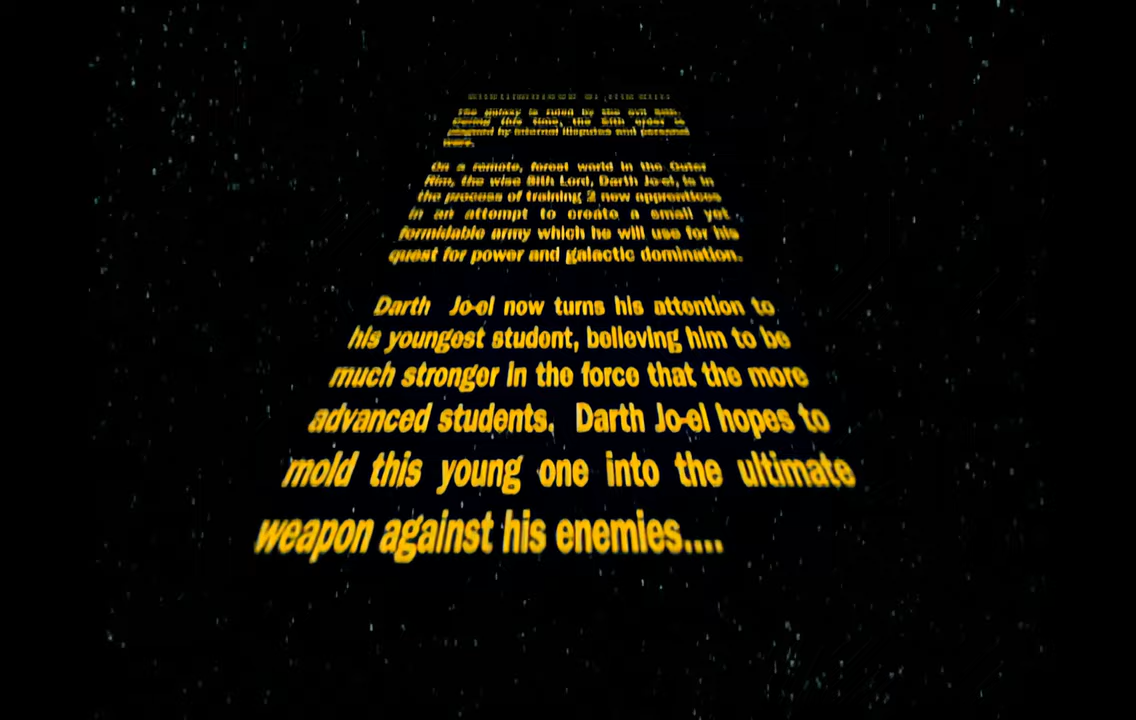 The galaxy is ruled by the evil Sith.
during this time, the Sith order is
by internal disputes and personal
wars.
On a remote, forest world in the Outer
Rim, the wise Sith Lord, Darth Jo-el, is in
the process of training 2 new apprentices
in an attempt to create a small yet
formidable army which he will use for his
quest for power and galactic domination.
Darth Jo-el now turns his attention to
his youngest student, believing him to be
much stronger in the force that the more
advanced students. Darth Jo-el hopes to
mold this young one into the ultimate
weapon against his enemies....